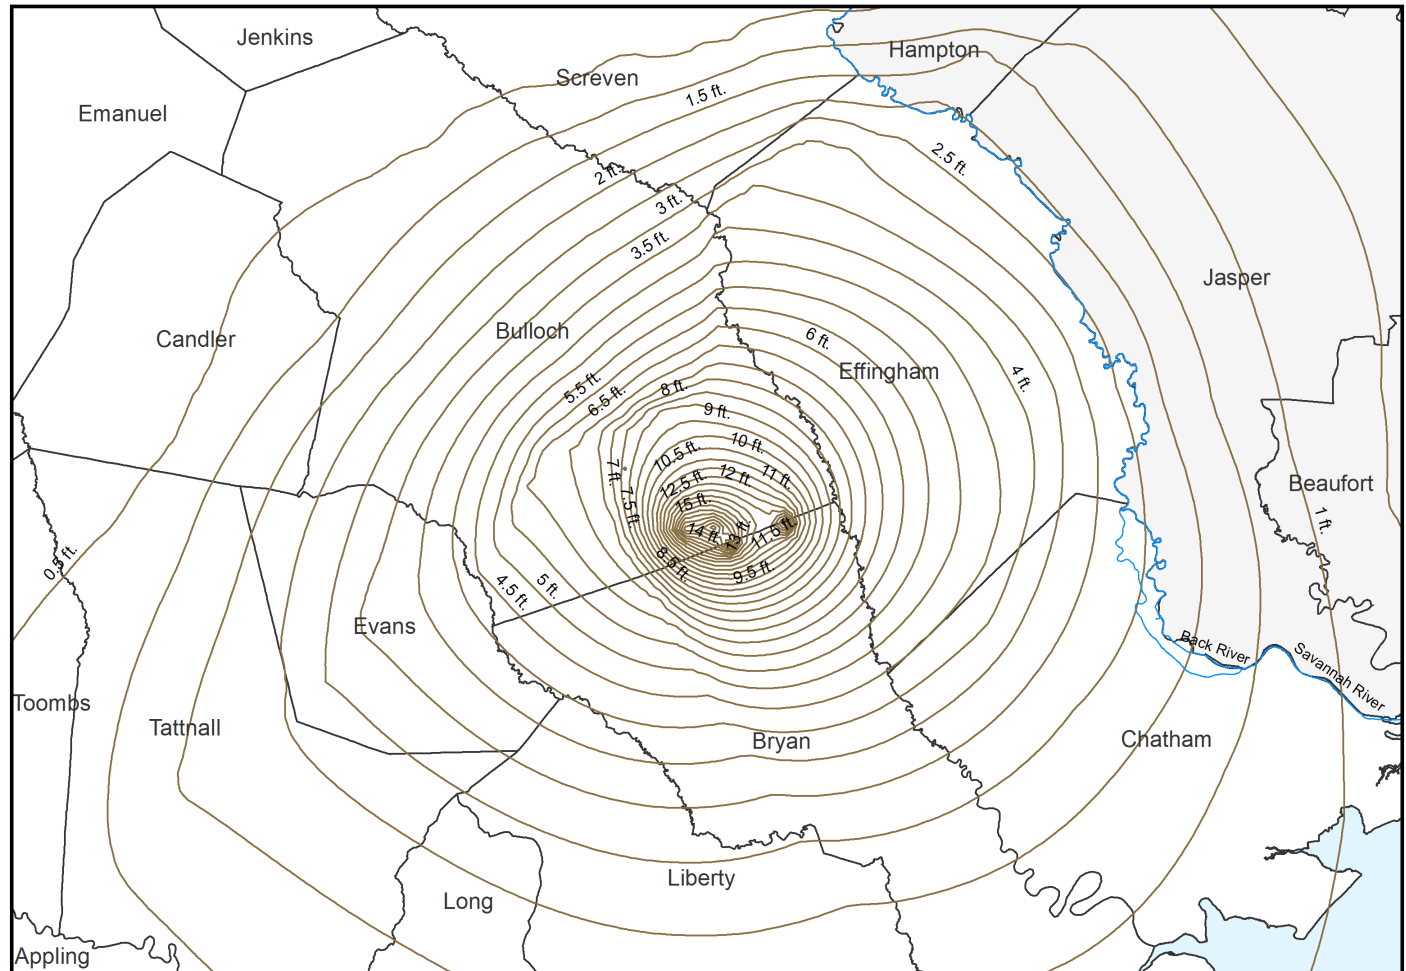 Jenkins
Hampton
Screven
1.5 ft.
Emanuel
2.5 ft.
2 ft.
3 ft.
3.5 ft.
Jasper
Candler
Bulloch
6 ft.
Effingham
4 ft.
5.5 ft.
6.5 ft.
8 ft.
9 ft.
10 ft.
10.5 ft.
7 ft.
12 ft.
11 ft.
12.5 ft.
Beaufort
7.5 ft.
15 ft.
1 ft.
14 ft.
13 ft.
11.5 ft.
0.5 ft.
8.5 ft.
9.5 ft.
4.5 ft.
5 ft.
Evans
Back River
Savannah River
Toombs
Tattnall
Bryan
Chatham
Liberty
Long
Appling